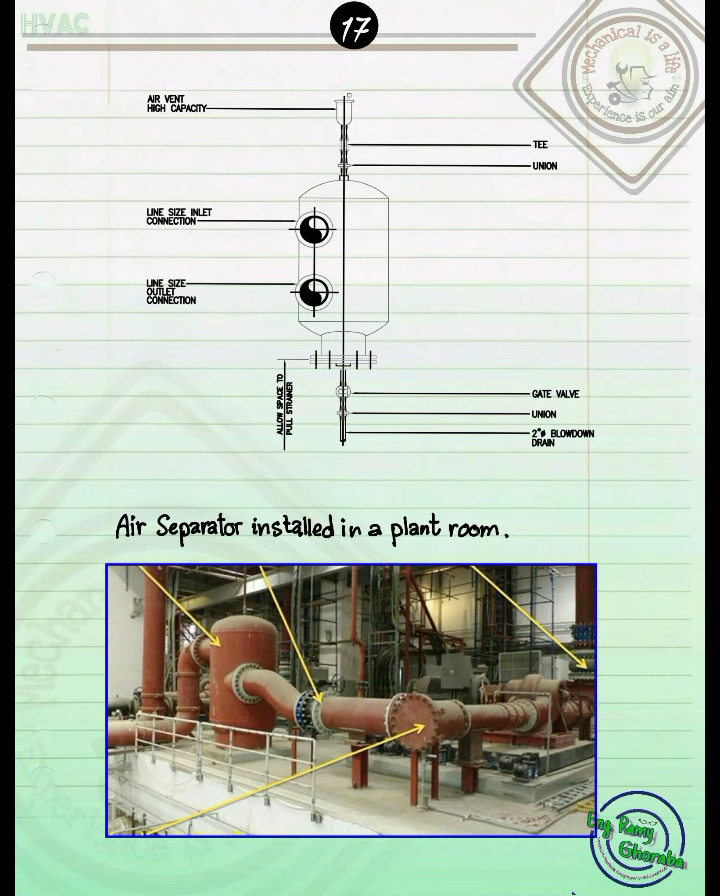 HVAC
17
Mechanical is a life
Experience is our aim
AIR VENT
HIGH CAPACITY
TEE
UNION
LINE SIZE INLET
CONNECTION
LINE SIZE
OUTLET
CONNECTION
ALLOW SPACE TO
PULL STRAINER
GATE VALVE
UNION
2"ø BLOWDOWN
DRAIN
Air Separator installed in a plant room.
Eng Ramy
Ghoraba